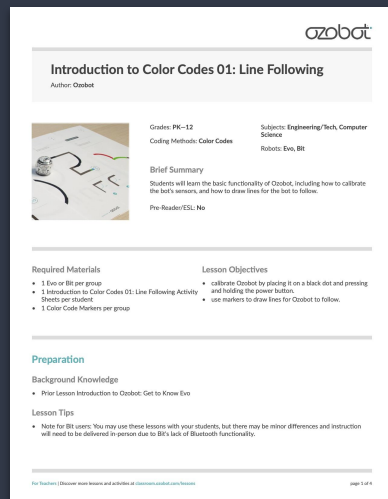 ozobot
Introduction to Color Codes 01: Line Following
Author: Ozobot
Grades: PK—12
Coding Methods: Color Codes
Subjects: Engineering/Tech, Computer
Science
Robots: Evo, Bit
Brief Summary
Students will learn the basic functionality of Ozobot, including how to calibrate
the bot's sensors, and how to draw lines for the bot to follow.
Pre-Reader/ESL: No
Required Materials
• 1 Evo or Bit per group
• 1 Introduction to Color Codes 01: Line Following Activity
Sheets per student
• 1 Color Code Markers per group
Lesson Objectives
• calibrate Ozobot by placing it on a black dot and pressing
and holding the power button.
• use markers to draw lines for Ozobot to follow.
Preparation
Background Knowledge
• Prior Lesson Introduction to Ozobot: Get to Know Evo
Lesson Tips
• Note for Bit users: You may use these lessons with your students, but there may be minor differences and instruction
will need to be delivered in-person due to Bit's lack of Bluetooth functionality.
For Teachers | Discover more lessons and activities at classroom.ozobot.com/lessons
page 1 of 4